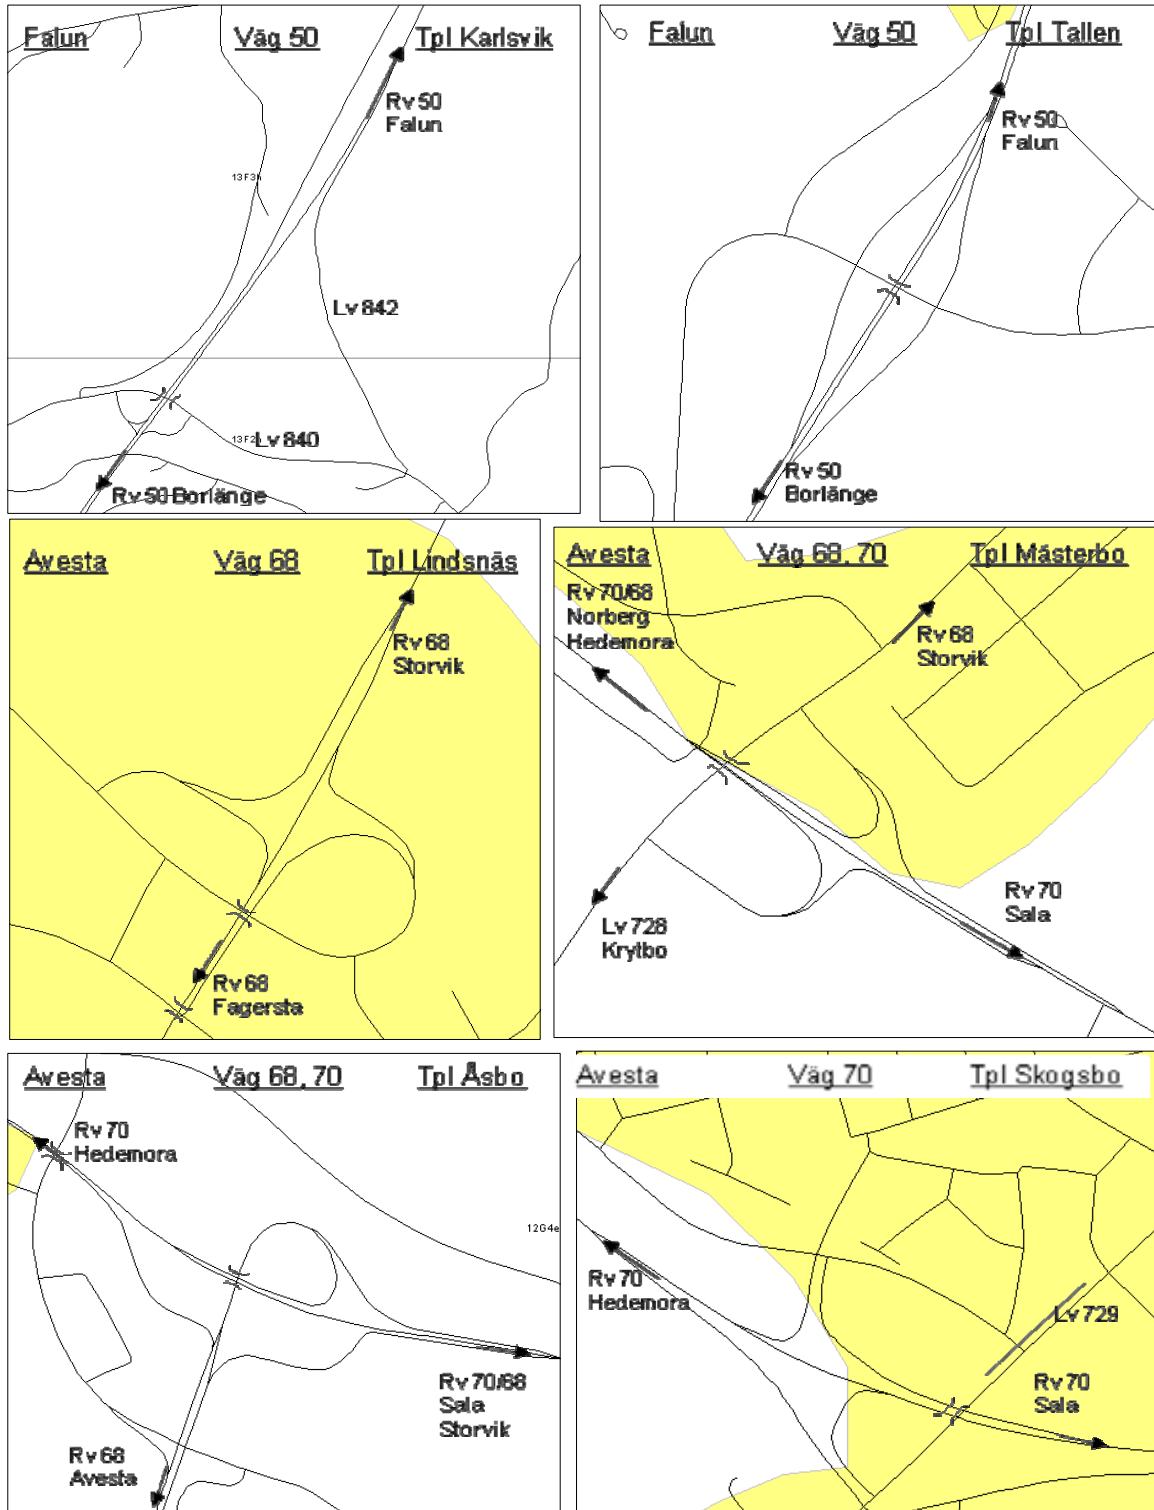 Falun Väg 50 Tpl Karlsvik
Rv 50
Falun
13F3h
Lv 842
13F2h
Lv 840
Rv 50 Borlänge
Falun Väg 50 Tpl Tallen
Rv 50
Falun
Rv 50
Borlänge
Avesta Väg 68 Tpl Lindsnäs
Rv 68
Storvik
Rv 68
Fagersta
Avesta Väg 68, 70 Tpl Mästerbo
Rv 70/68
Norberg
Hedemora
Rv 68
Storvik
Rv 70
Sala
Lv 728
Krytbo
Avesta Väg 68, 70 Tpl Åsbo
Rv 70
Hedemora
12G4e
Rv 70/68
Sala
Storvik
Rv 68
Avesta
Avesta Väg 70 Tpl Skogsbo
Rv 70
Hedemora
Lv 729
Rv 70
Sala